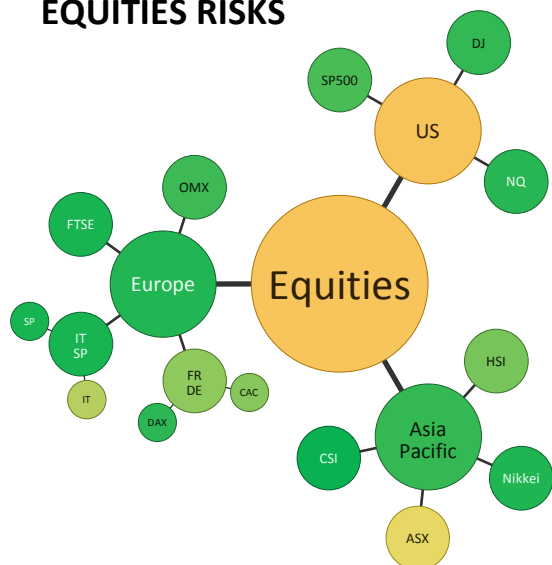 EQUITIES RISKS
DJ
SP500
US
NQ
OMX
FTSE
Europe
Equities
SP
IT
SP
IT
FR
DE
CAC
DAX
HSI
Asia
Pacific
CSI
Nikkei
ASX